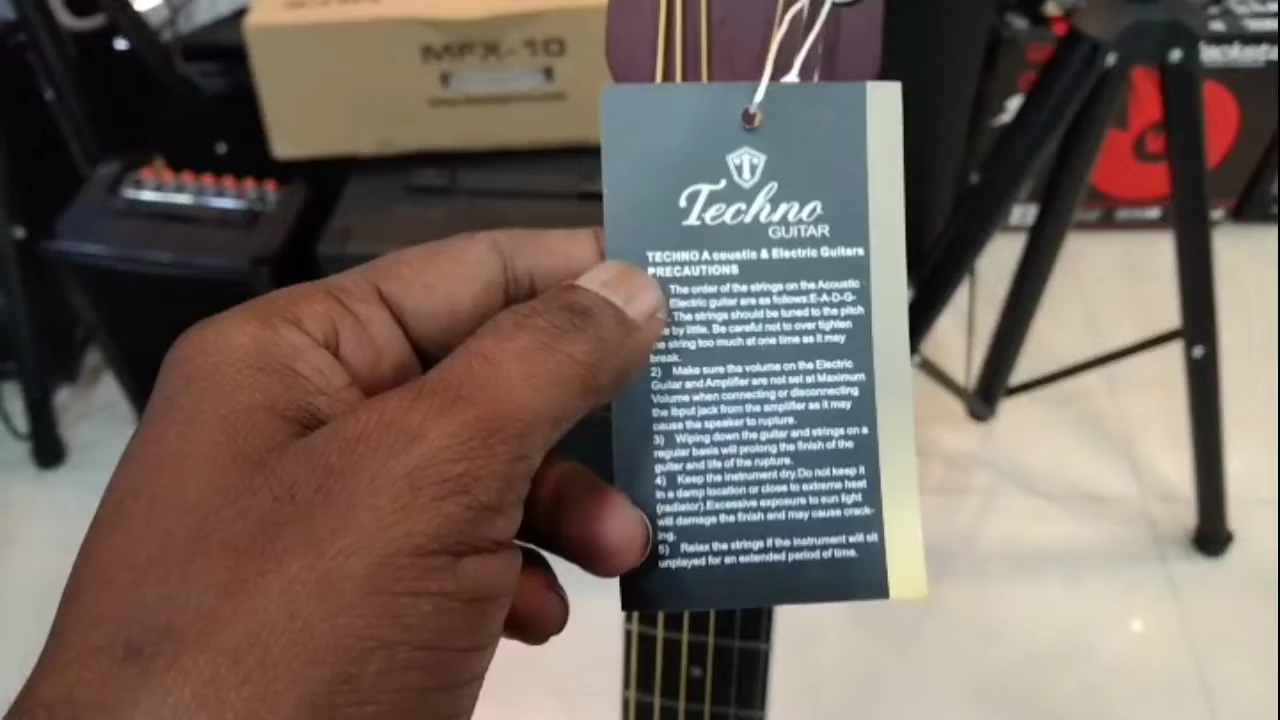 MFX-10
T
Techno
GUITAR
TECHNO Acoustic & Electric Guitars
PRECAUTIONS
The order of the strings on the Acoustic
Electric guitar are as follows:E-A-D-G-
. The strings should be tuned to the pitch
by little. Be careful not to over tighten
string too much at one time as it may
break.
2) Make sure the volume on the Electric
Guitar and Amplifier are not set at Maximum
Volume when connecting or disconnecting
the ibput jack from the amplifier as it may
cause the speaker to rupture.
3) Wiping down the guitar and strings on a
regular basis will prolong the finish of the
guitar and life of the rupture.
4) Keep the instrument dry.Do not keep it
in a damp location or close to extreme heat
(radiator).Excessive exposure to sun light
will damage the finish and may cause crack-
ing.
5) Relax the strings if the instrument will sit
unplayed for an extended period of time.